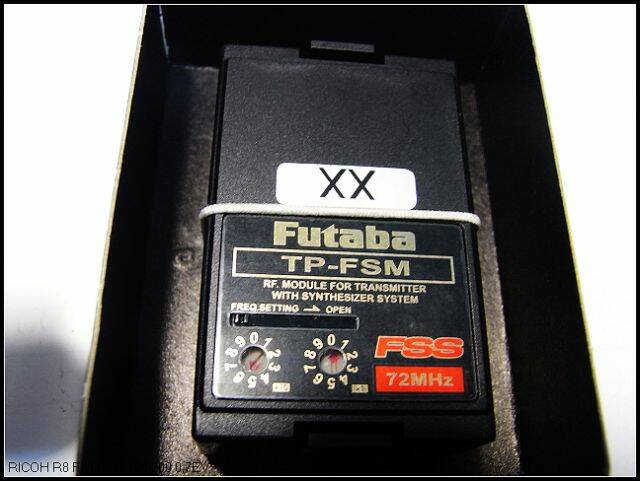 XX
Futaba
TP-FSM
RF. MODULE FOR TRANSMITTER
WITH SYNTHESIZER SYSTEM
FREQ.SETTING → OPEN
0 1 2 3 4 5 6 7 8 9 0 1 2 3 4 5 6 7 8 9
FSS
72MHz
RICOH R8